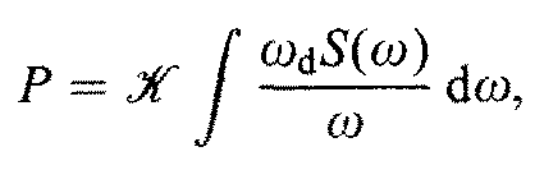 P = 𝒦 ∫ ω_d S(ω) / ω dω,